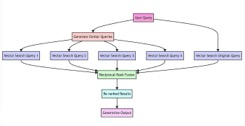 User Query
Generate Similar Queries
Vector Search Query 1
Vector Search Query 2
Vector Search Query 3
Vector Search Query 4
Vector Search Original Query
Reciprocal Rank Fusion
Re-ranked Results
Generative Output